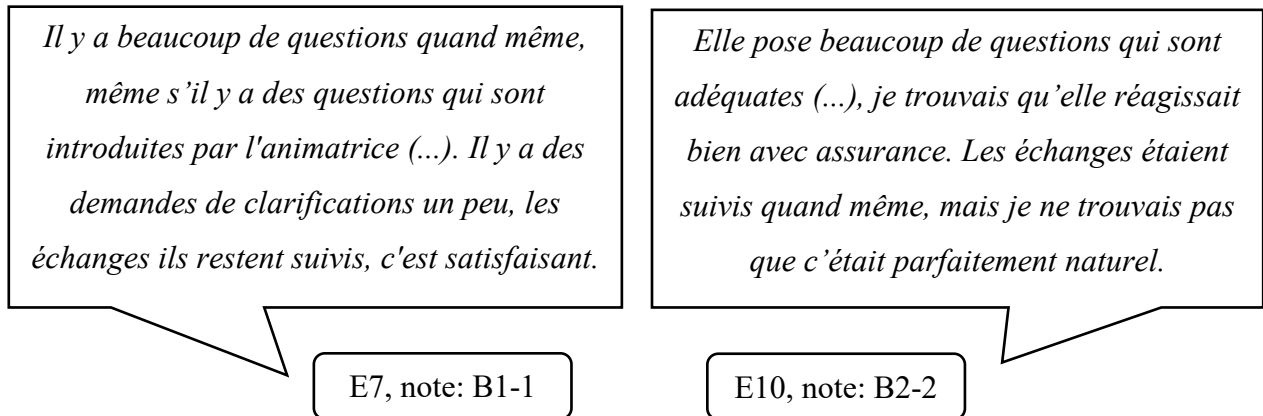 Il y a beaucoup de questions quand même,
même s’il y a des questions qui sont
introduites par l'animatrice (...). Il y a des
demandes de clarifications un peu, les
échanges ils restent suivis, c'est satisfaisant.
E7, note: B1-1
Elle pose beaucoup de questions qui sont
adéquates (...), je trouvais qu’elle réagissait
bien avec assurance. Les échanges étaient
suivis quand même, mais je ne trouvais pas
que c’était parfaitement naturel.
E10, note: B2-2